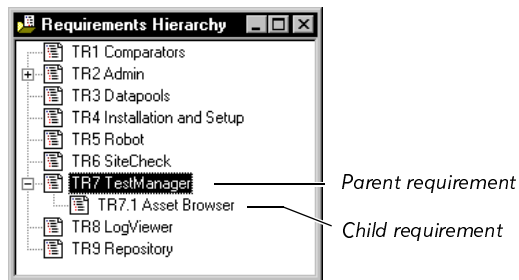 Requirements Hierarchy
TR1 Comparators
TR2 Admin
TR3 Datapools
TR4 Installation and Setup
TR5 Robot
TR6 SiteCheck
TR7 TestManager
Parent requirement
TR7.1 Asset Browser
Child requirement
TR8 LogViewer
TR9 Repository